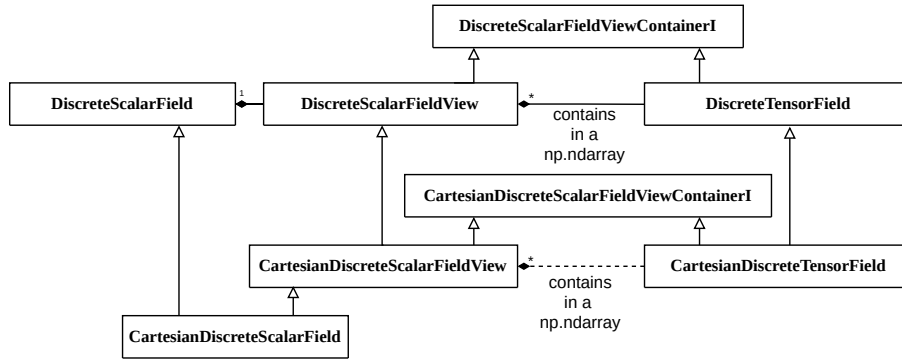 DiscreteScalarFieldViewContainerI
DiscreteScalarField
1
DiscreteScalarFieldView
*
DiscreteTensorField
contains
in a
np.ndarray
CartesianDiscreteScalarFieldViewContainerI
CartesianDiscreteScalarFieldView
*
CartesianDiscreteTensorField
contains
in a
np.ndarray
CartesianDiscreteScalarField